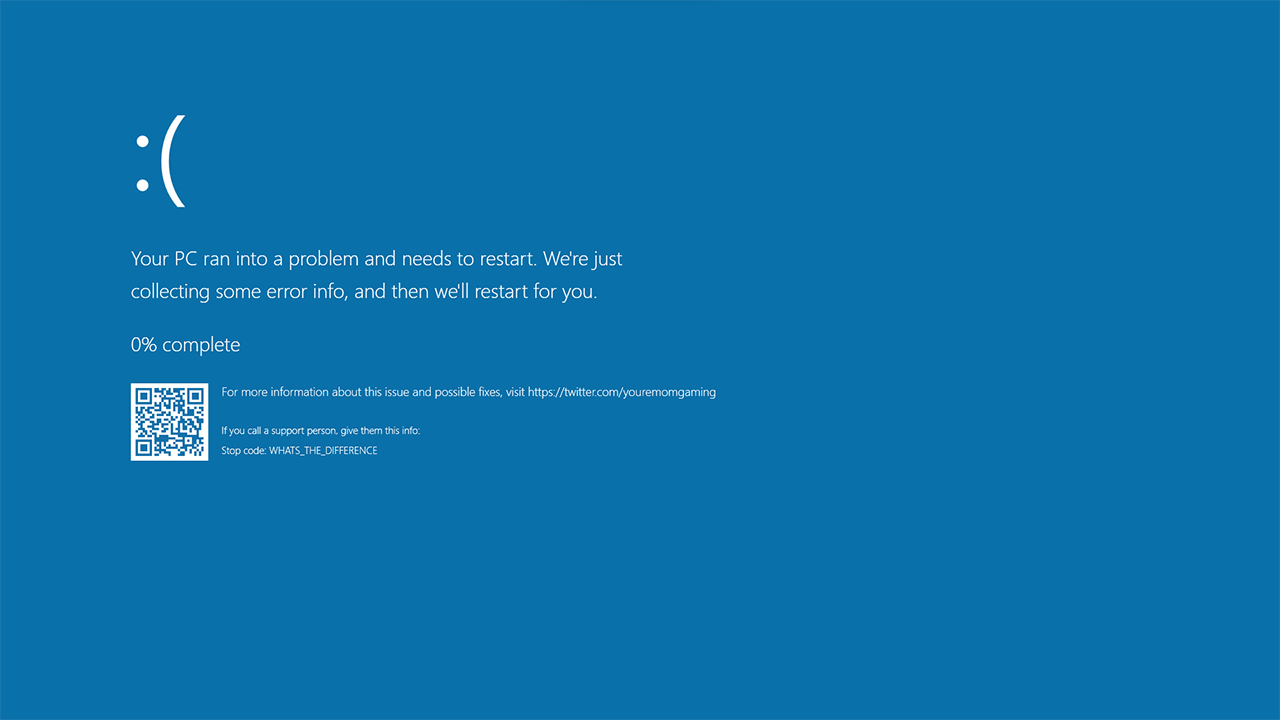 :(
Your PC ran into a problem and needs to restart. We're just
collecting some error info, and then we'll restart for you.
0% complete
For more information about this issue and possible fixes, visit https://twitter.com/youremomgaming
If you call a support person, give them this info:
Stop code: WHATS_THE_DIFFERENCE